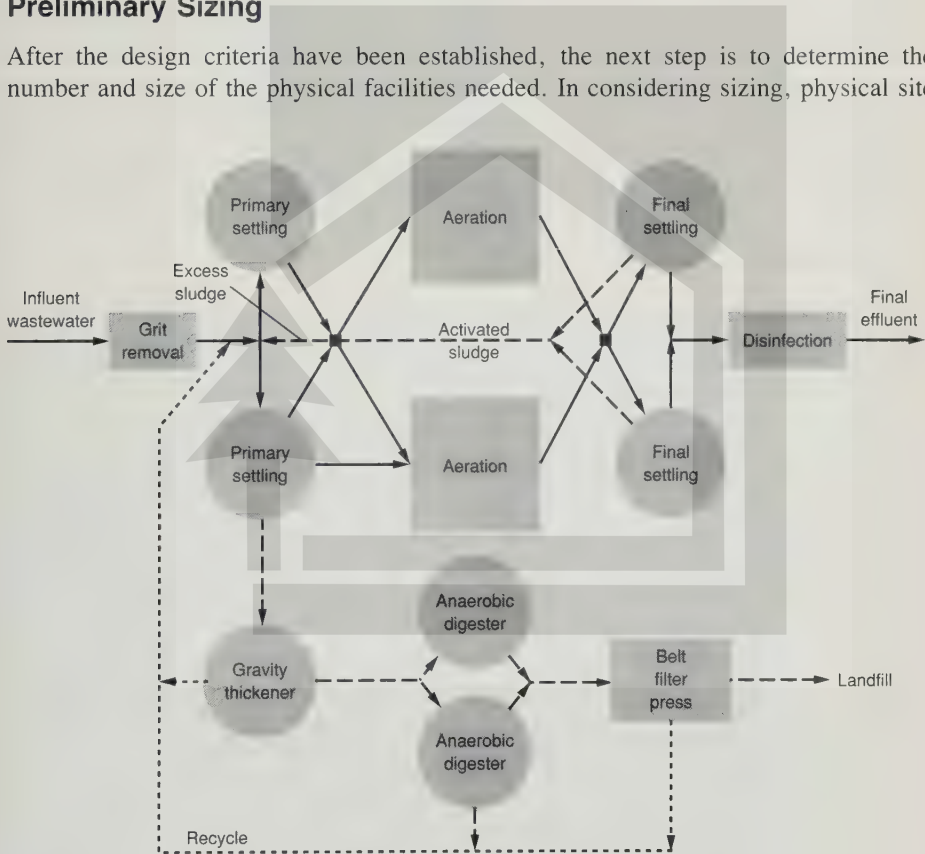 Preliminary Sizing
After the design criteria have been established, the next step is to determine the
number and size of the physical facilities needed. In considering sizing, physical site
Primary
settling
Aeration
Final
settling
Excess
sludge
Influent
wastewater
Grit
removal
Activated
sludge
Disinfection
Final
effluent
Primary
settling
Aeration
Final
settling
Anaerobic
digester
Gravity
thickener
Belt
filter
press
Landfill
Anaerobic
digester
Recycle